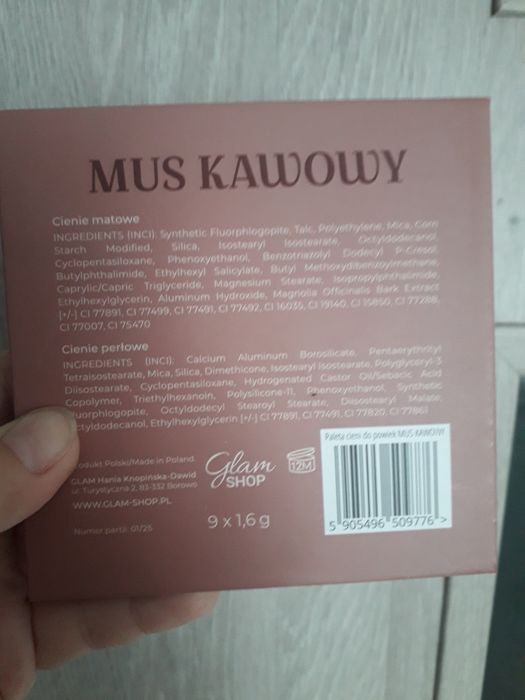 MUS KAWOWY
Cienie matowe
INGREDIENTS (INCI): Synthetic Fluorphlogopite, Talc, Polyethylene, Mica, Corn
Starch Modified, Silica, Isostearyl Isostearate, Octyldodecanol,
Cyclopentasiloxane, Phenoxyethanol, Benzotriazolyl Dodecyl P-Cresol,
Butylphthalimide, Ethylhexyl Salicylate, Butyl Methoxydibenzoylmethane,
Caprylic/Capric Triglyceride, Magnesium Stearate, Isopropylphthalimide,
Ethylhexylglycerin, Aluminum Hydroxide, Magnolia Officinalis Bark Extract
[+/-] CI 77891, CI 77499, CI 77491, CI 77492, CI 16035, CI 19140, CI 15850, CI 77288,
CI 77007, CI 75470
Cienie perłowe
INGREDIENTS (INCI): Calcium Aluminum Borosilicate, Pentaerythrityl
Tetraisostearate, Mica, Silica, Dimethicone, Isostearyl Isostearate, Polyglyceryl 3
Diisostearate, Cyclopentasiloxane, Hydrogenated Castor Oil/Sebacic Acid
Copolymer, Triethylhexanoin, Polysilicone-11, Phenoxyethanol, Synthetic
luorphlogopite, Octyldodecyl Stearoyl Stearate, Diisostearyl Malate,
ctyldodecanol, Ethylhexylglycerin [+/-] CI 77891, CI 77491, CI 77820, CI 77861
rodukt Polski/Made in Poland.
GLAM Hania Knopińska-Dawid
ul. Turystyczna 2, 83-332 Borowo
WWW.GLAM-SHOP.PL
Numer partii: 01/25
Glam
SHOP
12M
9 x 1,6 g
Paleta cieni do powiek MUS KAWOWY
5 905496 509776 >